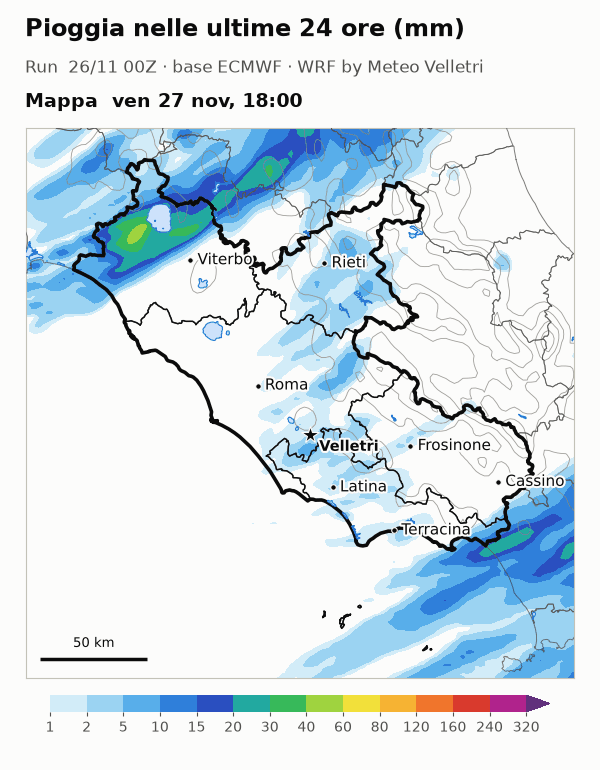 Pioggia nelle ultime 24 ore (mm)
Run  26/11 00Z · base ECMWF · WRF by Meteo Velletri
Mappa  ven 27 nov, 18:00
Viterbo
Rieti
Roma
Velletri
Frosinone
Latina
Cassino
Terracina
50 km
1 2 5 10 15 20 30 40 60 80 120 160 240 320